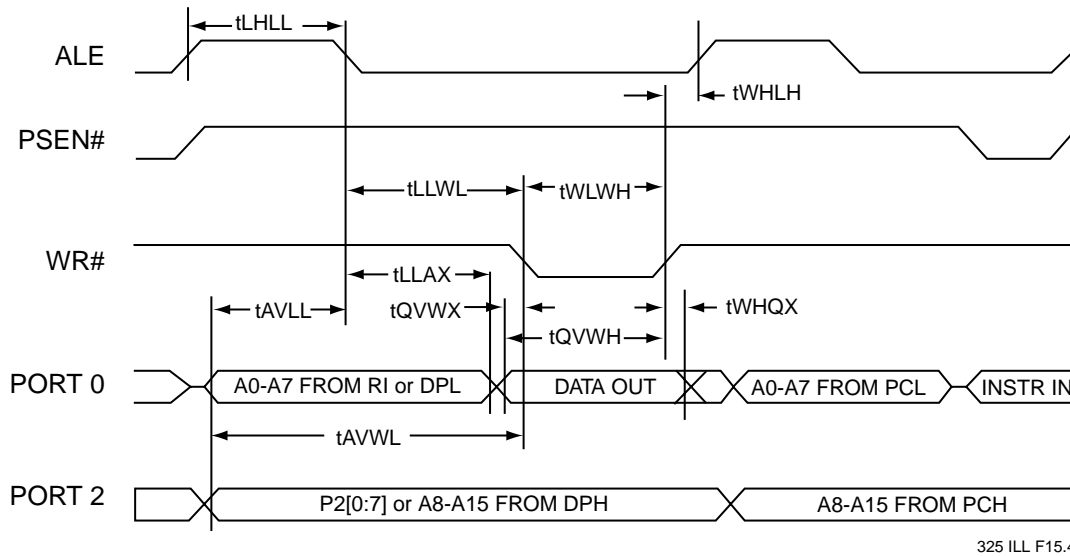 tLHLL
ALE
tWHLH
PSEN#
tLLWL
tWLWH
WR#
tLLAX
tAVLL
tQVWX
tWHQX
tQVWH
PORT 0
A0-A7 FROM RI or DPL
DATA OUT
A0-A7 FROM PCL
INSTR IN
tAVWL
PORT 2
P2[0:7] or A8-A15 FROM DPH
A8-A15 FROM PCH